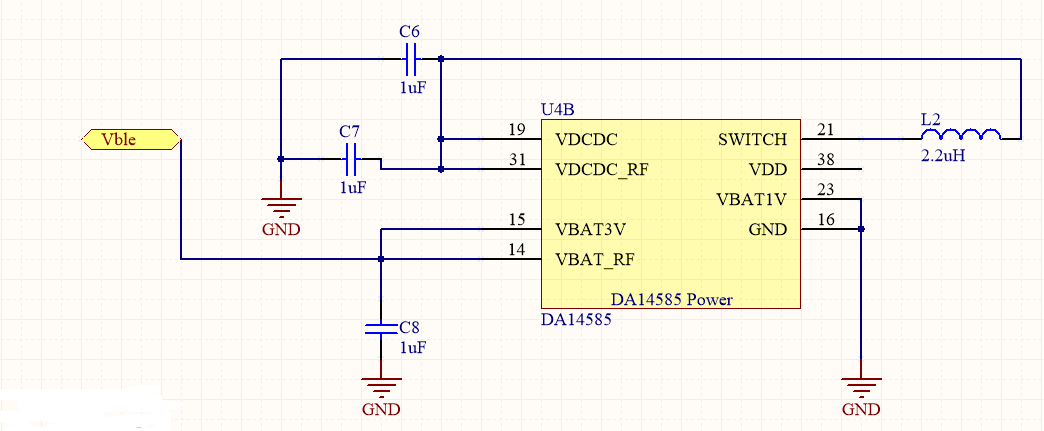 C6
1uF
U4B
Vble
C7
1uF
19
VDCDC
SWITCH
21
L2
2.2uH
31
VDCDC_RF
VDD
38
VBAT1V
23
GND
15
VBAT3V
GND
16
14
VBAT_RF
DA14585 Power
DA14585
C8
1uF
GND
GND